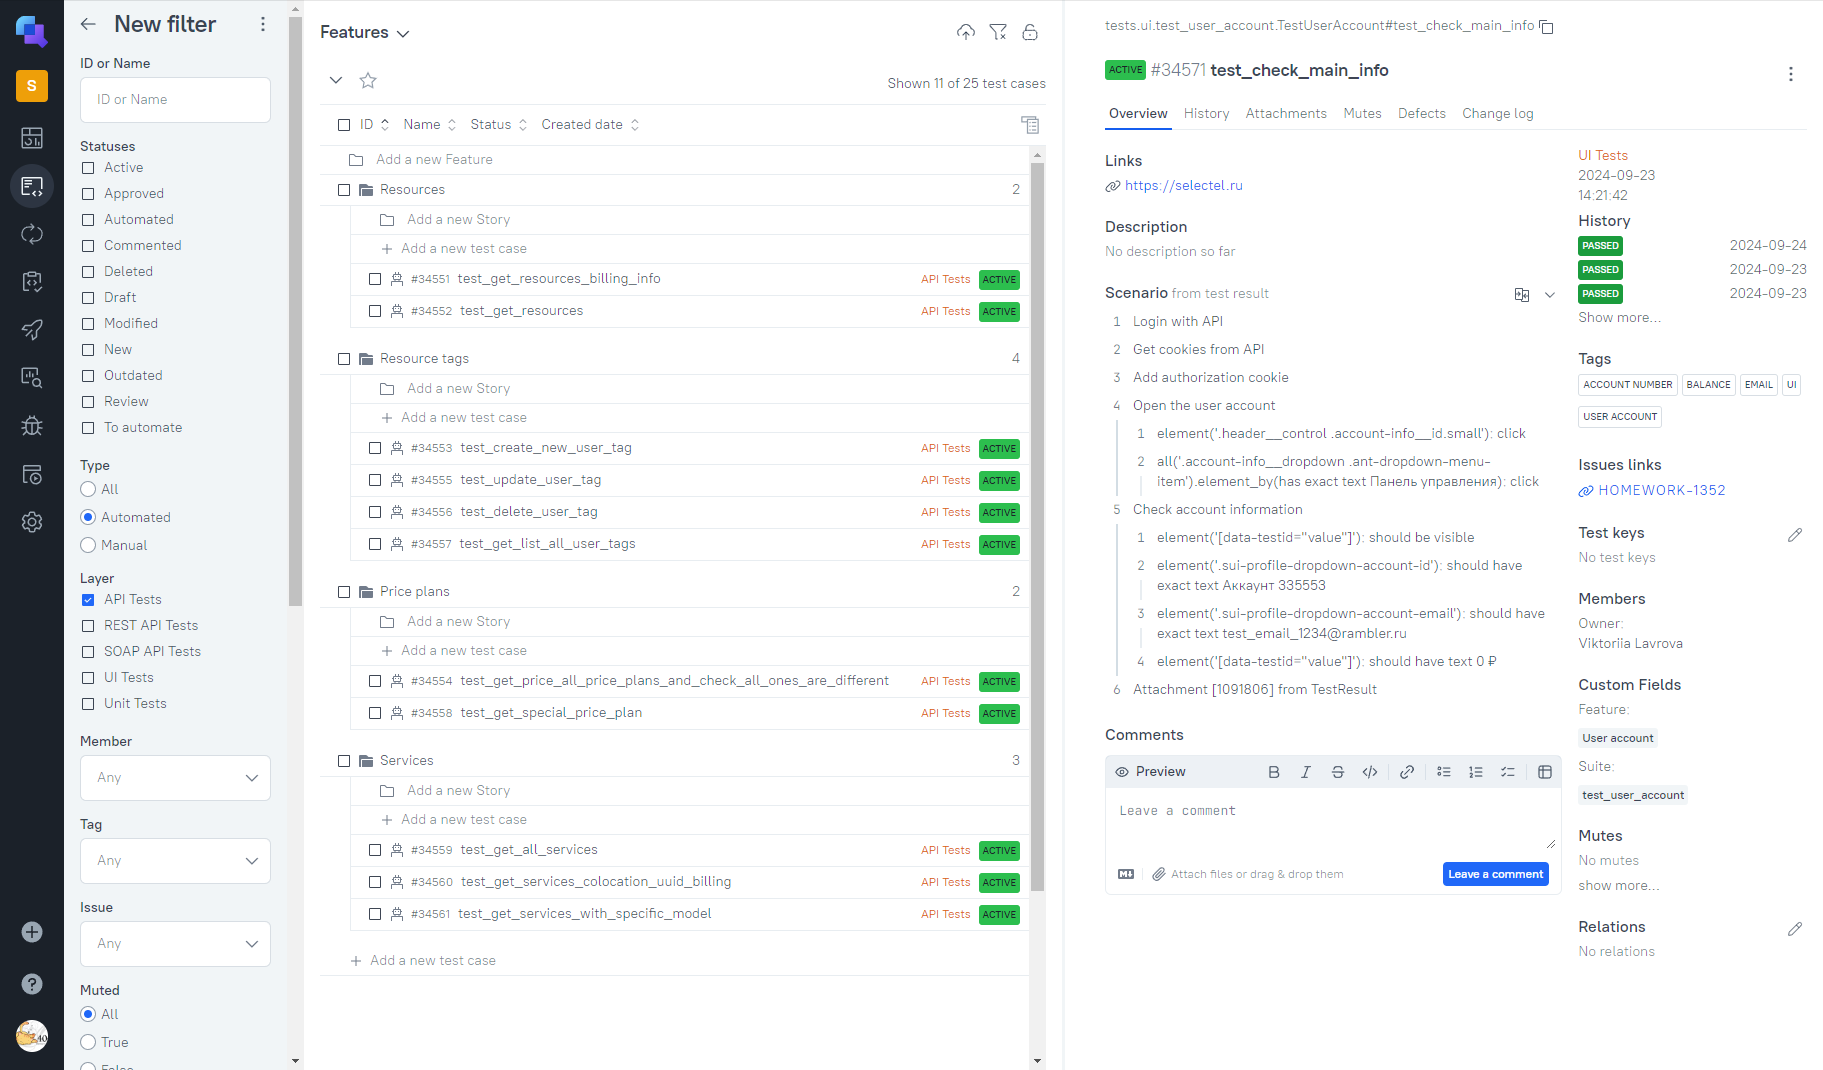 S
New filter
ID or Name
ID or Name
Statuses
Active
Approved
Automated
Commented
Deleted
Draft
Modified
New
Outdated
Review
To automate
Type
All
Automated
Manual
Layer
API Tests
REST API Tests
SOAP API Tests
UI Tests
Unit Tests
Member
Any
Tag
Any
Issue
Any
Muted
All
True
Features
Shown 11 of 25 test cases
ID Name Status Created date
Add a new Feature
Resources 2
Add a new Story
Add a new test case
#34551 test_get_resources_billing_info API Tests ACTIVE
#34552 test_get_resources API Tests ACTIVE
Resource tags 4
Add a new Story
Add a new test case
#34553 test_create_new_user_tag API Tests ACTIVE
#34555 test_update_user_tag API Tests ACTIVE
#34556 test_delete_user_tag API Tests ACTIVE
#34557 test_get_list_all_user_tags API Tests ACTIVE
Price plans 2
Add a new Story
Add a new test case
#34554 test_get_price_all_price_plans_and_check_all_ones_are_different API Tests ACTIVE
#34558 test_get_special_price_plan API Tests ACTIVE
Services 3
Add a new Story
Add a new test case
#34559 test_get_all_services API Tests ACTIVE
#34560 test_get_services_colocation_uuid_billing API Tests ACTIVE
#34561 test_get_services_with_specific_model API Tests ACTIVE
Add a new test case
tests.ui.test_user_account.TestUserAccount#test_check_main_info
ACTIVE #34571 test_check_main_info
Overview History Attachments Mutes Defects Change log
Links
https://selectel.ru
Description
No description so far
Scenario from test result
1 Login with API
2 Get cookies from API
3 Add authorization cookie
4 Open the user account
1 element('.header__control .account-info__id.small'): click
2 all('.account-info__dropdown .ant-dropdown-menu-
item').element_by(has exact text Панель управления): click
5 Check account information
1 element('[data-testid="value"]'): should be visible
2 element('.sui-profile-dropdown-account-id'): should have
exact text Аккаунт 335553
3 element('.sui-profile-dropdown-account-email'): should have
exact text test_email_1234@rambler.ru
4 element('[data-testid="value"]'): should have text 0 ₽
6 Attachment [1091806] from TestResult
Comments
Preview
Leave a comment
Attach files or drag & drop them
Leave a comment
UI Tests
2024-09-23
14:21:42
History
PASSED 2024-09-24
PASSED 2024-09-23
PASSED 2024-09-23
Show more...
Tags
ACCOUNT NUMBER BALANCE EMAIL UI
USER ACCOUNT
Issues links
HOMEWORK-1352
Test keys
No test keys
Members
Owner:
Viktoriia Lavrova
Custom Fields
Feature:
User account
Suite:
test_user_account
Mutes
No mutes
show more...
Relations
No relations